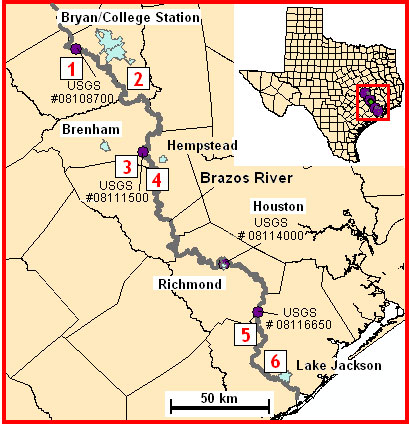 Bryan/College Station
1
USGS
#08108700
2
Brenham
Hempstead
3
USGS
# 08111500
4
Brazos River
Houston
USGS
# 08114000
Richmond
USGS
# 08116650
5
6
Lake Jackson
50 km